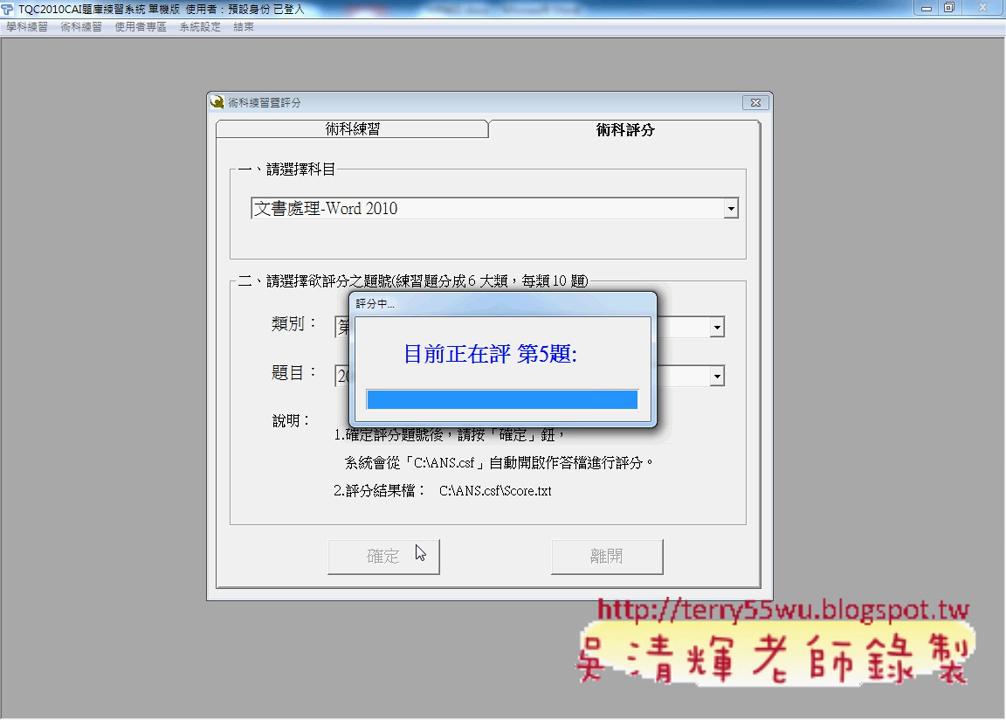 TQC2010CAI題庫練習系統 單機版 使用者：預設身份 已登入
學科練習 術科練習 使用者專區 系統設定 結束
術科練習暨評分
術科練習 術科評分
一、請選擇科目
文書處理-Word 2010
二、請選擇欲評分之題號(練習題分成6大類，每類10題)
評分中...
類別： 第
目前正在評 第5題:
題目： 20
說明：
1.確定評分題號後，請按「確定」鈕，
系統會從「C:\ANS.csf」自動開啟作答檔進行評分。
2.評分結果檔： C:\ANS.csf\Score.txt
確定 離開
http://terry55wu.blogspot.tw
吳清輝老師錄製